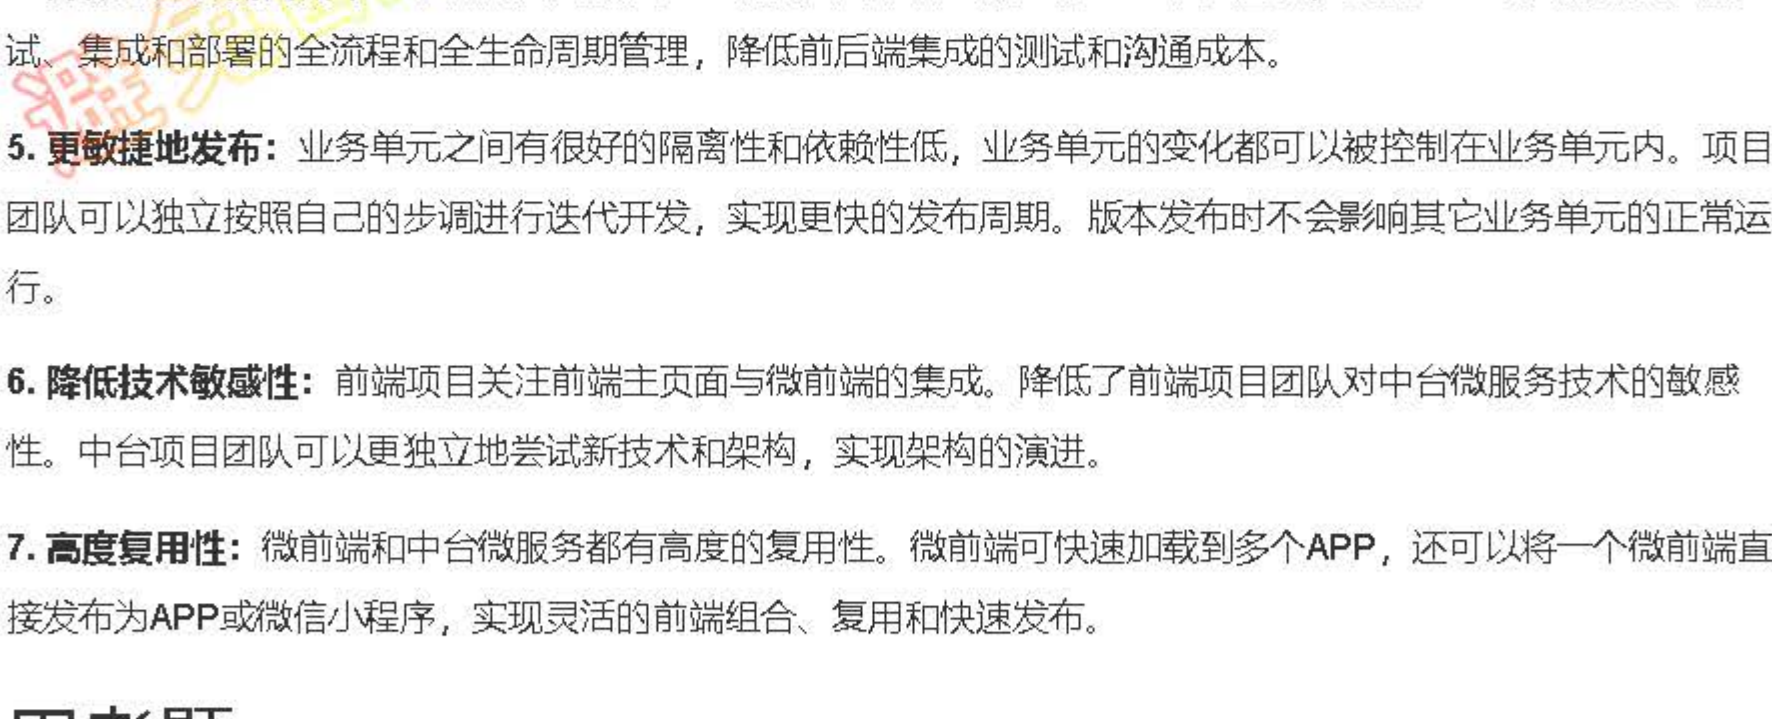 试、集成和部署的全流程和全生命周期管理，降低前后端集成的测试和沟通成本。
5. 更敏捷地发布：业务单元之间有很好的隔离性和依赖性低，业务单元的变化都可以被控制在业务单元内。项目
团队可以独立按照自己的步调进行迭代开发，实现更快的发布周期。版本发布时不会影响其它业务单元的正常运
行。
6. 降低技术敏感性：前端项目关注前端主页面与微前端的集成。降低了前端项目团队对中台微服务技术的敏感
性。中台项目团队可以更独立地尝试新技术和架构，实现架构的演进。
7. 高度复用性：微前端和中台微服务都有高度的复用性。微前端可快速加载到多个APP，还可以将一个微前端直
接发布为APP或微信小程序，实现灵活的前端组合、复用和快速发布。